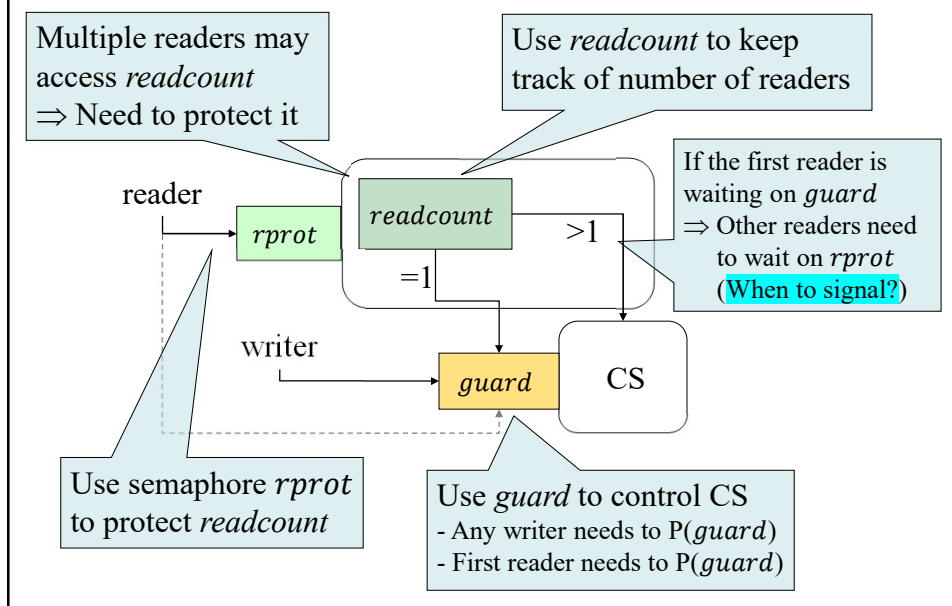 Multiple readers may
access readcount
⇒ Need to protect it
Use readcount to keep
track of number of readers
If the first reader is
waiting on guard
⇒ Other readers need
to wait on rprot
(When to signal?)
reader
rprot
readcount
>1
=1
writer
guard
CS
Use semaphore rprot
to protect readcount
Use guard to control CS
- Any writer needs to P(guard)
- First reader needs to P(guard)